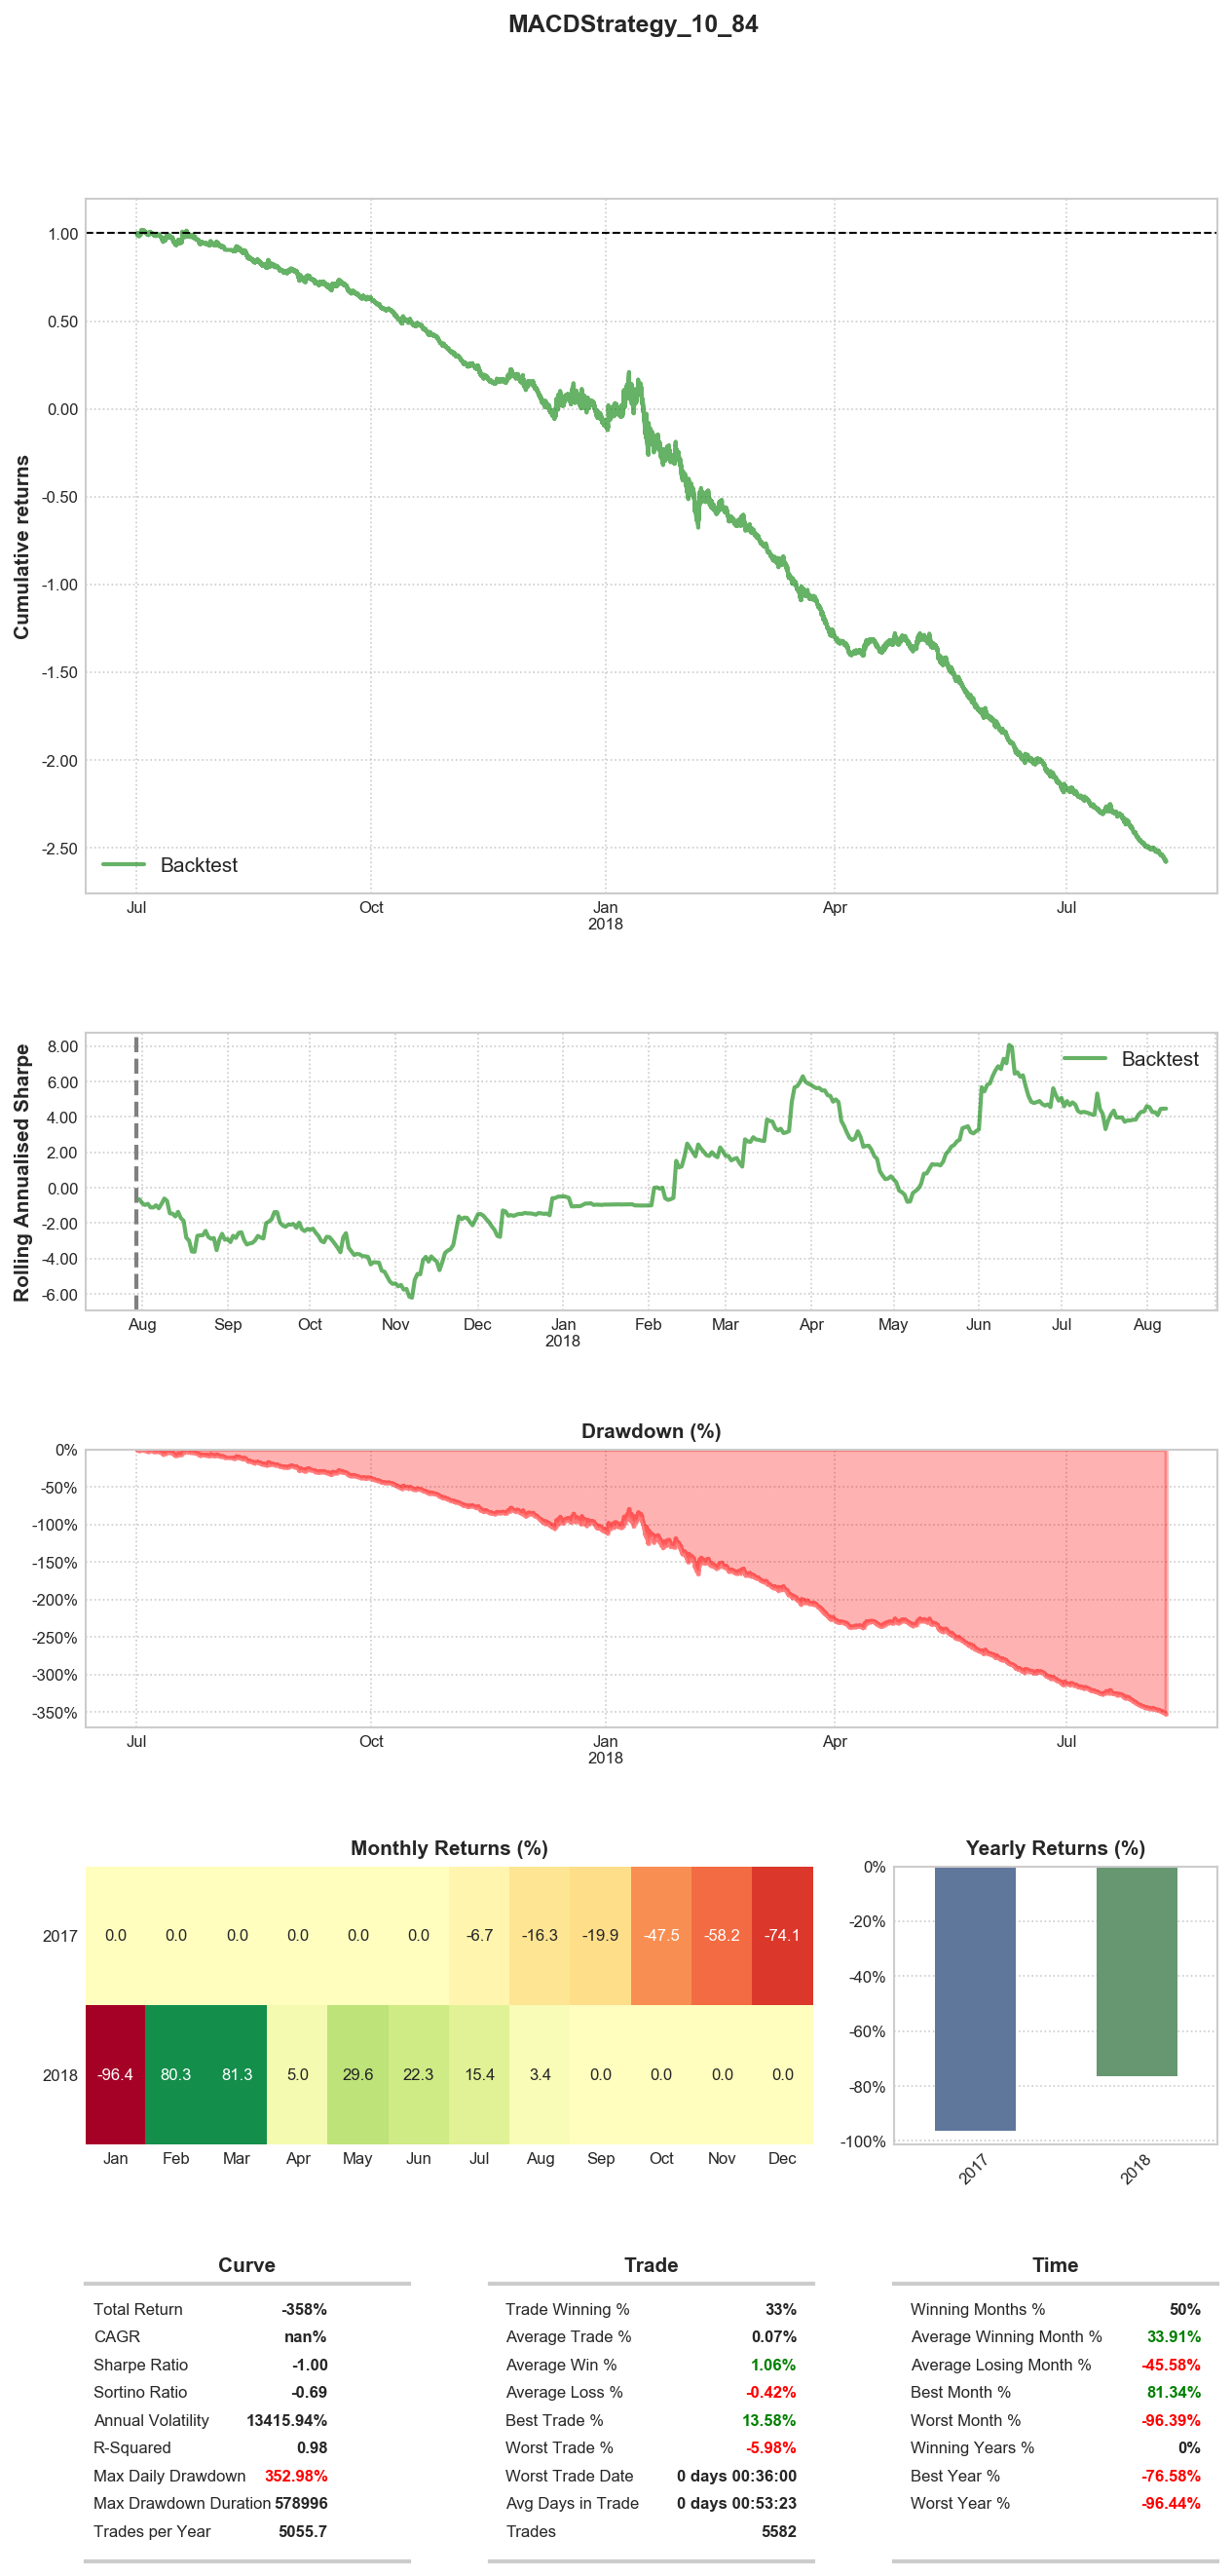 MACDStrategy_10_84
1.00
0.50
0.00
-0.50
-1.00
-1.50
-2.00
-2.50
Cumulative returns
Backtest
Jul Oct Jan Apr Jul
2018
Rolling Annualised Sharpe
8.00
6.00
4.00
2.00
0.00
-2.00
-4.00
-6.00
Backtest
Aug Sep Oct Nov Dec Jan Feb Mar Apr May Jun Jul Aug
2018
Drawdown (%)
0%
-50%
-100%
-150%
-200%
-250%
-300%
-350%
Jul Oct Jan Apr Jul
2018
Monthly Returns (%)
2017 0.0 0.0 0.0 0.0 0.0 0.0 -6.7 -16.3 -19.9 -47.5 -58.2 -74.1
2018 -96.4 80.3 81.3 5.0 29.6 22.3 15.4 3.4 0.0 0.0 0.0 0.0
Jan Feb Mar Apr May Jun Jul Aug Sep Oct Nov Dec
Yearly Returns (%)
0%
-20%
-40%
-60%
-80%
-100%
2017 2018
Curve
Total Return -358%
CAGR nan%
Sharpe Ratio -1.00
Sortino Ratio -0.69
Annual Volatility 13415.94%
R-Squared 0.98
Max Daily Drawdown 352.98%
Max Drawdown Duration 578996
Trades per Year 5055.7
Trade
Trade Winning % 33%
Average Trade % 0.07%
Average Win % 1.06%
Average Loss % -0.42%
Best Trade % 13.58%
Worst Trade % -5.98%
Worst Trade Date 0 days 00:36:00
Avg Days in Trade 0 days 00:53:23
Trades 5582
Time
Winning Months % 50%
Average Winning Month % 33.91%
Average Losing Month % -45.58%
Best Month % 81.34%
Worst Month % -96.39%
Winning Years % 0%
Best Year % -76.58%
Worst Year % -96.44%